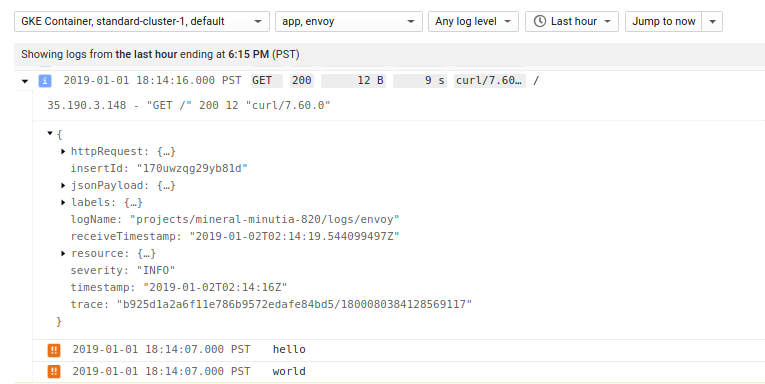 GKE Container, standard-cluster-1, default app, envoy Any log level Last hour Jump to now
Showing logs from the last hour ending at 6:15 PM (PST)
2019-01-01 18:14:16.000 PST GET 200 12 B 9 s curl/7.60… /
35.190.3.148 - "GET /" 200 12 "curl/7.60.0"
{
httpRequest: {…}
insertId: "170uwzqg29yb81d"
jsonPayload: {…}
labels: {…}
logName: "projects/mineral-minutia-820/logs/envoy"
receiveTimestamp: "2019-01-02T02:14:19.544099497Z"
resource: {…}
severity: "INFO"
timestamp: "2019-01-02T02:14:16Z"
trace: "b925d1a2a6f11e786b9572edafe84bd5/1800080384128569117"
}
!! 2019-01-01 18:14:07.000 PST hello
!! 2019-01-01 18:14:07.000 PST world